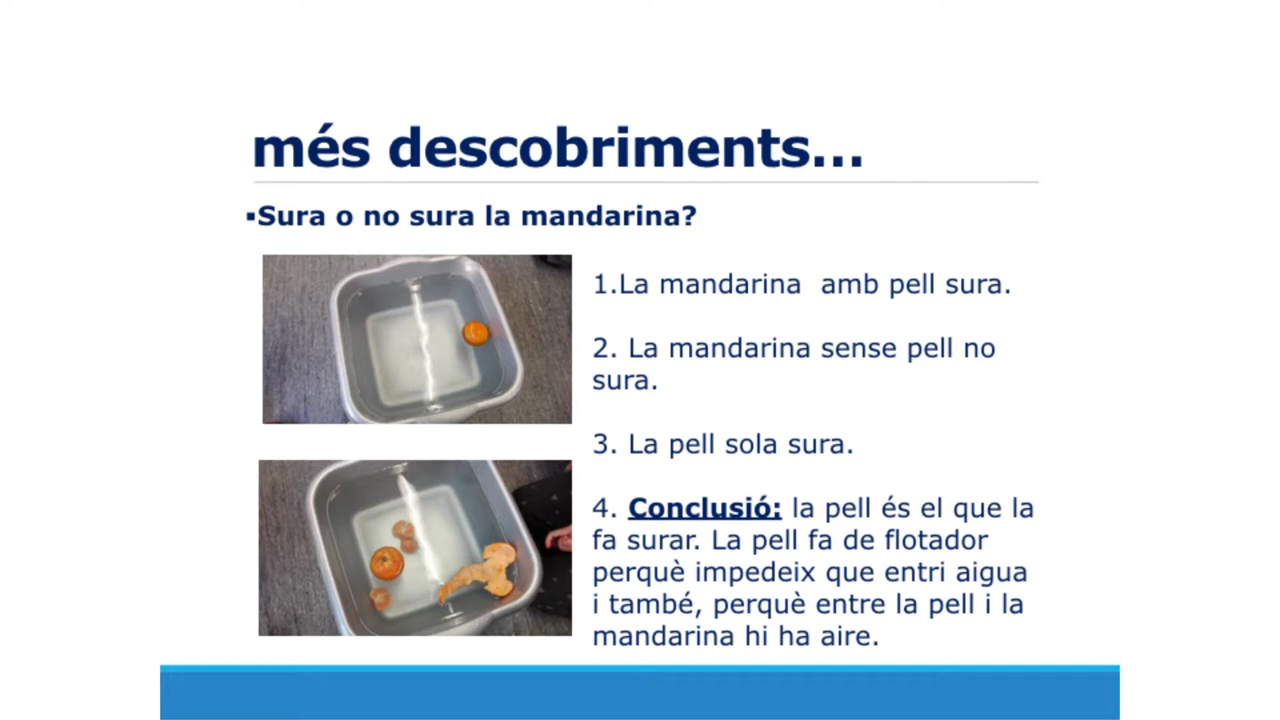 més descobriments...
▪Sura o no sura la mandarina?
1.La mandarina amb pell sura.
2. La mandarina sense pell no
sura.
3. La pell sola sura.
4. Conclusió: la pell és el que la
fa surar. La pell fa de flotador
perquè impedeix que entri aigua
i també, perquè entre la pell i la
mandarina hi ha aire.